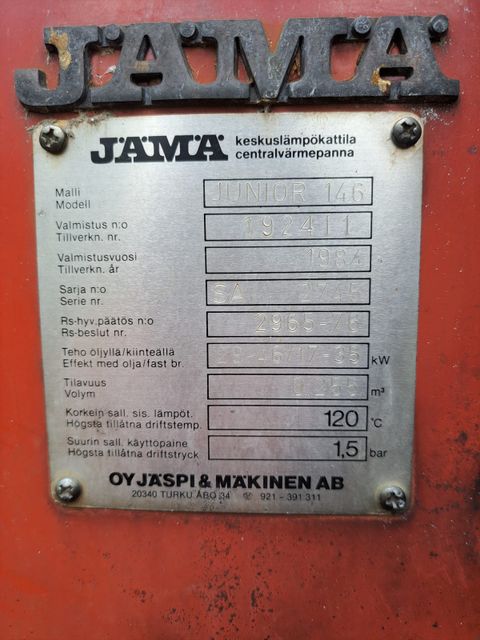 JÄMÄ
JÄMÄ keskuslämpökattila
centralvärmepanna
Malli
Modell
JUNIOR 146
Valmistus n:o
Tillverkn. nr.
192411
Valmistusvuosi
Tillverkn. år
1984
Sarja n:o
Serie nr.
SA
Rs-hyv.päätös n:o
Rs-beslut nr.
Teho öljyllä/kiinteällä
Effekt med olja/fast br.
kW
Tilavuus
Volym
m³
Korkein sall. sis. lämpöt.
Högsta tillåtna driftstemp.
120 °C
Suurin sall. käyttöpaine
Högsta tillåtna driftstryck
1,5 bar
OY JÄSPI & MÄKINEN AB
20340 TURKU ÅBO 34 ☏ 921-391 311